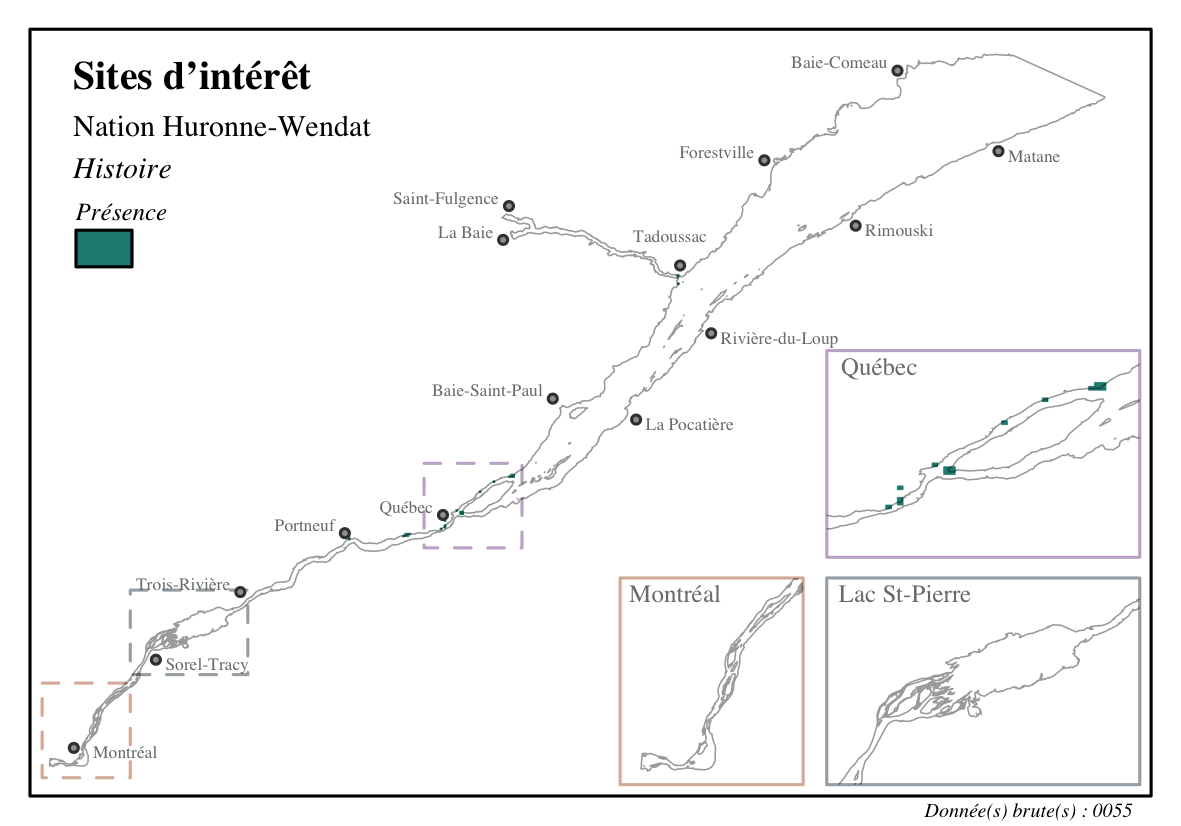 Sites d’intérêt
Nation Huronne-Wendat
Histoire
Présence
Baie-Comeau
Forestville
Matane
Saint-Fulgence
La Baie
Tadoussac
Rimouski
Rivière-du-Loup
Baie-Saint-Paul
La Pocatière
Québec
Portneuf
Trois-Rivière
Sorel-Tracy
Montréal
Québec
Montréal
Lac St-Pierre
Donnée(s) brute(s) : 0055